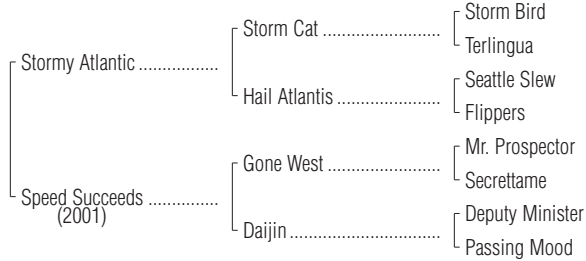 Storm Bird
Storm Cat ........................
Terlingua
Stormy Atlantic ................
Seattle Slew
Hail Atlantis .....................
Flippers
Mr. Prospector
Gone West .......................
Secrettame
Speed Succeeds ..............
(2001)
Deputy Minister
Daijin ...............................
Passing Mood